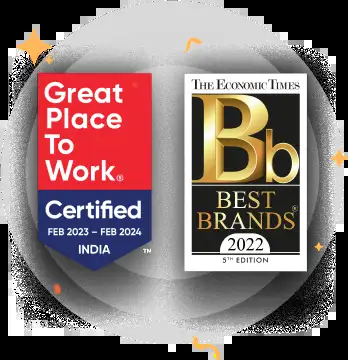 Great
Place
To
Work®
Certified
FEB 2023 – FEB 2024
INDIA
™
THE ECONOMIC TIMES
Bb
BEST
BRANDS®
2022
5TH EDITION